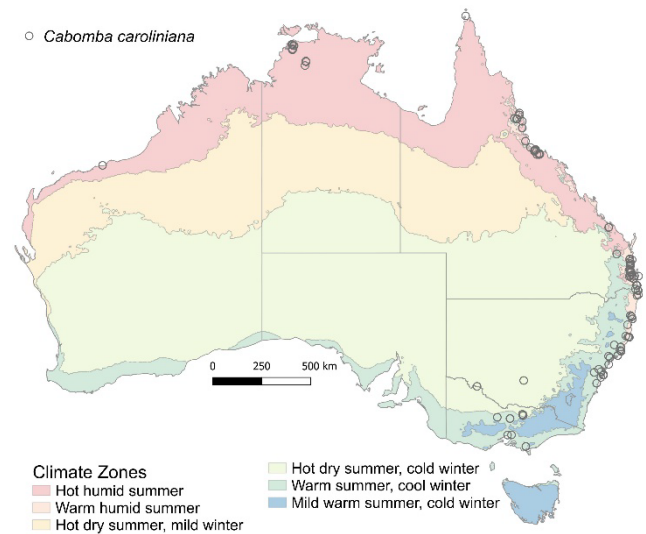 Cabomba caroliniana
0 250 500 km
Climate Zones
Hot humid summer
Warm humid summer
Hot dry summer, mild winter
Hot dry summer, cold winter
Warm summer, cool winter
Mild warm summer, cold winter